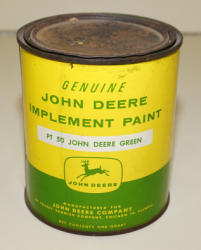 GENUINE
JOHN DEERE
IMPLEMENT PAINT
PT 50 JOHN DEERE GREEN
JOHN DEERE
MANUFACTURED FOR
JOHN DEERE COMPANY
NET CONTENTS ONE QUART